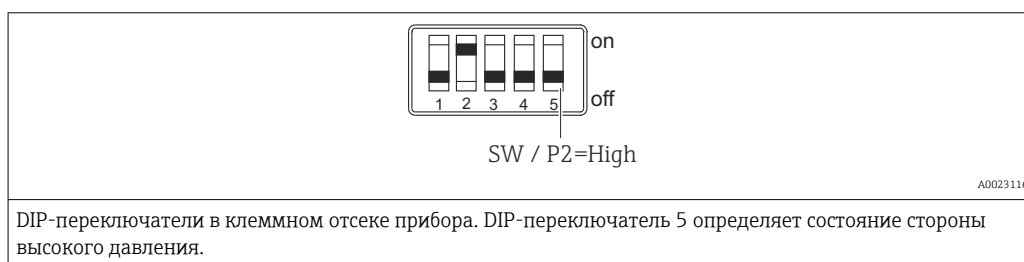 on
1 2 3 4 5
off
SW / P2=High
A0023116
DIP-переключатели в клеммном отсеке прибора. DIP-переключатель 5 определяет состояние стороны
высокого давления.